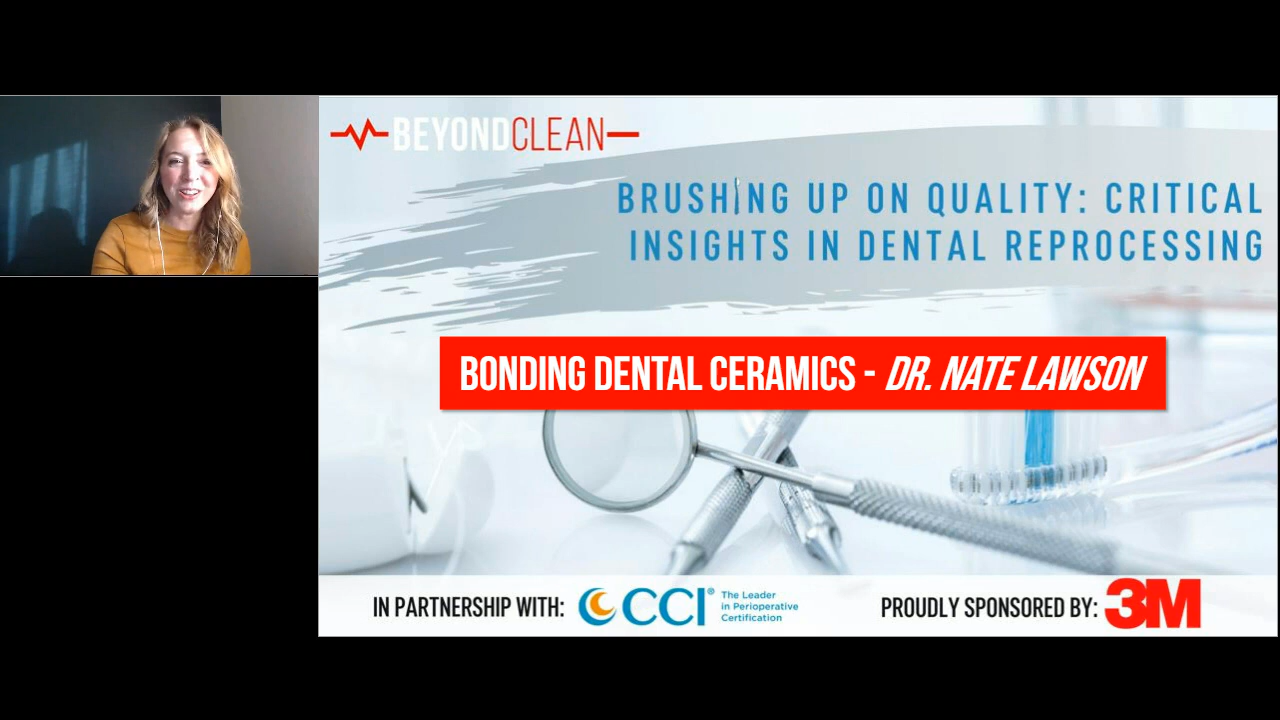 BEYONDCLEAN
BRUSHING UP ON QUALITY: CRITICAL
INSIGHTS IN DENTAL REPROCESSING
BONDING DENTAL CERAMICS - DR. NATE LAWSON
IN PARTNERSHIP WITH:
CCI®
The Leader
in Perioperative
Certification
PROUDLY SPONSORED BY:
3M